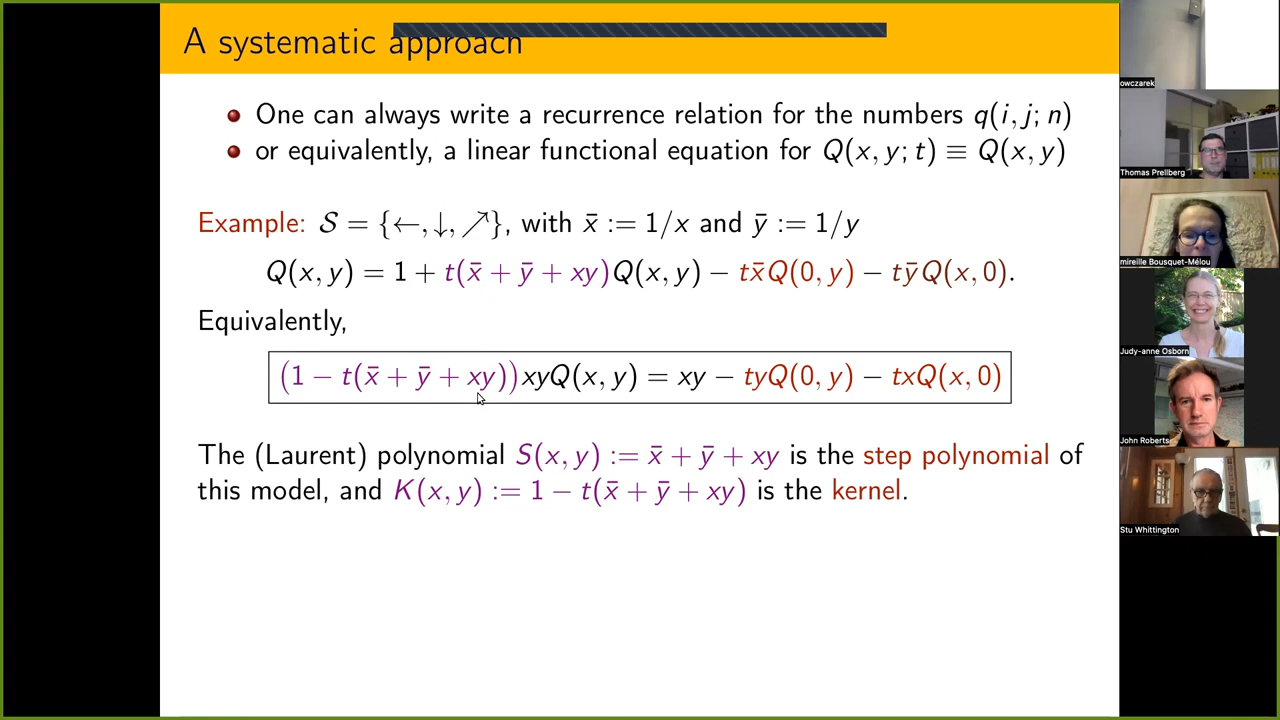 A systematic approach
One can always write a recurrence relation for the numbers q(i, j; n)
or equivalently, a linear functional equation for Q(x, y; t) ≡ Q(x, y)
Example: 𝒮 = {←, ↓, ↗}, with x̄ := 1/x and ȳ := 1/y
Q(x, y) = 1 + t(x̄ + ȳ + xy)Q(x, y) − tx̄Q(0, y) − tȳQ(x, 0).
Equivalently,
(1 − t(x̄ + ȳ + xy))xyQ(x, y) = xy − tyQ(0, y) − txQ(x, 0)
The (Laurent) polynomial S(x, y) := x̄ + ȳ + xy is the step polynomial of
this model, and K(x, y) := 1 − t(x̄ + ȳ + xy) is the kernel.
owczarek
Thomas Prellberg
mireille Bousquet-Mélou
Judy-anne Osborn
John Roberts
Stu Whittington